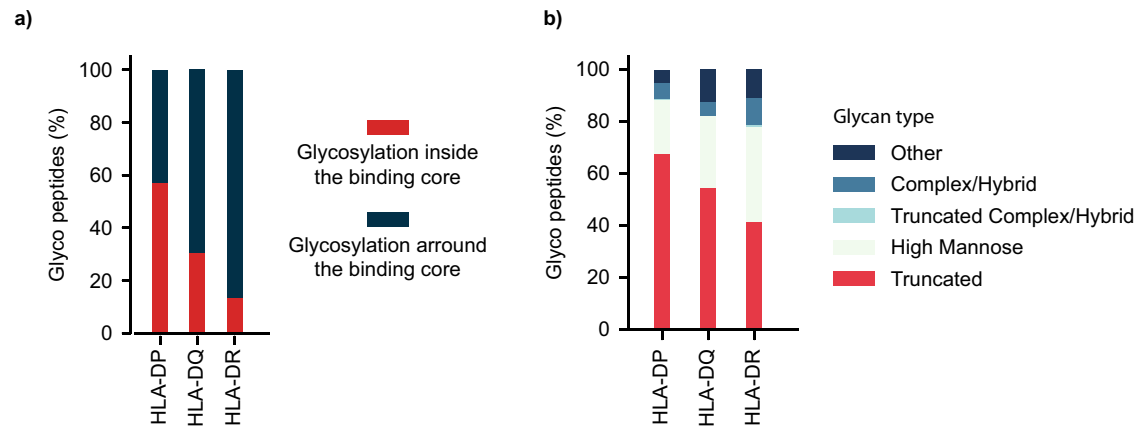 a)
Glyco peptides (%)
100
80
60
40
20
0
HLA-DP
HLA-DQ
HLA-DR
Glycosylation inside
the binding core
Glycosylation arround
the binding core
b)
Glyco peptides (%)
100
80
60
40
20
0
HLA-DP
HLA-DQ
HLA-DR
Glycan type
Other
Complex/Hybrid
Truncated Complex/Hybrid
High Mannose
Truncated